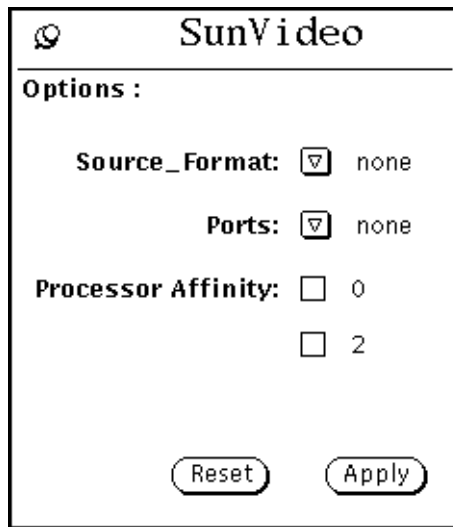 SunVideo
Options :
Source_Format: none
Ports: none
Processor Affinity: 0
2
Reset Apply